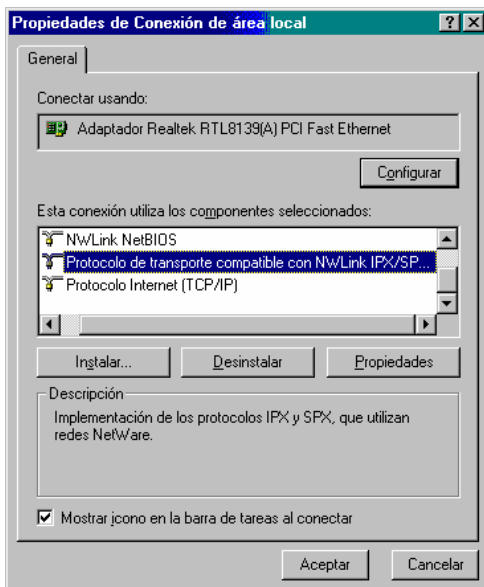 Propiedades de Conexión de área local
General
Conectar usando:
Adaptador Realtek RTL8139(A) PCI Fast Ethernet
Configurar
Esta conexión utiliza los componentes seleccionados:
NWLink NetBIOS
Protocolo de transporte compatible con NWLink IPX/SP...
Protocolo Internet (TCP/IP)
Instalar... Desinstalar Propiedades
Descripción
Implementación de los protocolos IPX y SPX, que utilizan
redes NetWare.
Mostrar icono en la barra de tareas al conectar
Aceptar Cancelar